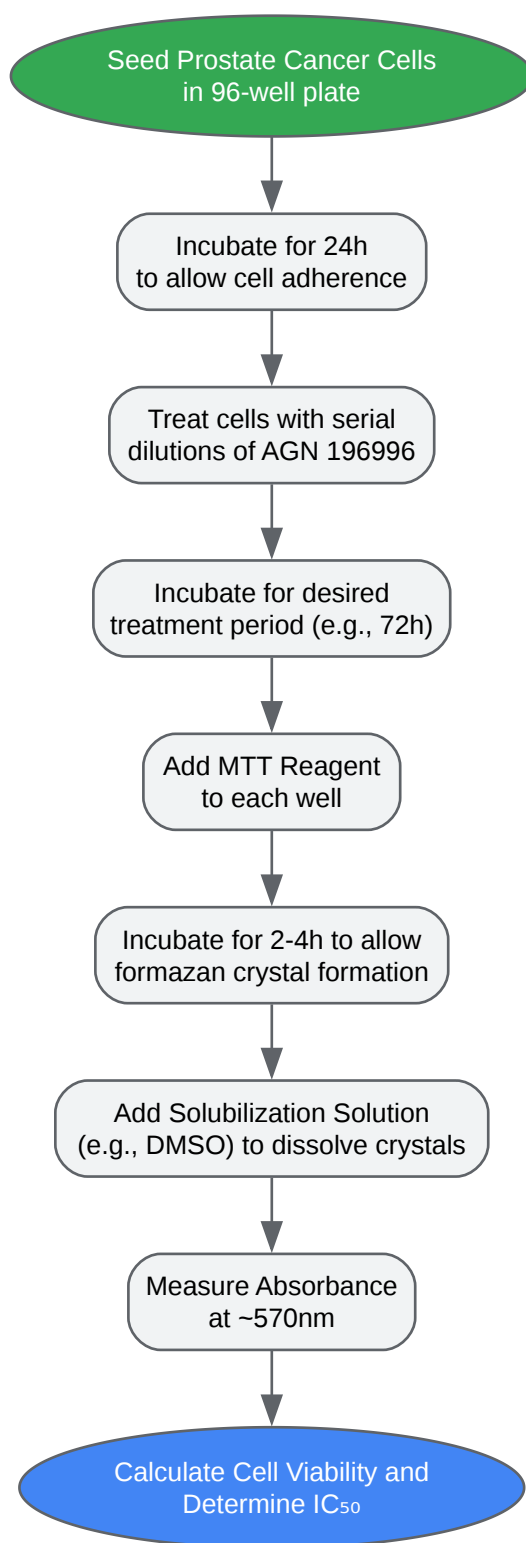 Seed Prostate Cancer Cells
in 96-well plate
Incubate for 24h
to allow cell adherence
Treat cells with serial
dilutions of AGN 196996
Incubate for desired
treatment period (e.g., 72h)
Add MTT Reagent
to each well
Incubate for 2-4h to allow
formazan crystal formation
Add Solubilization Solution
(e.g., DMSO) to dissolve crystals
Measure Absorbance
at ~570nm
Calculate Cell Viability and
Determine IC₅₀